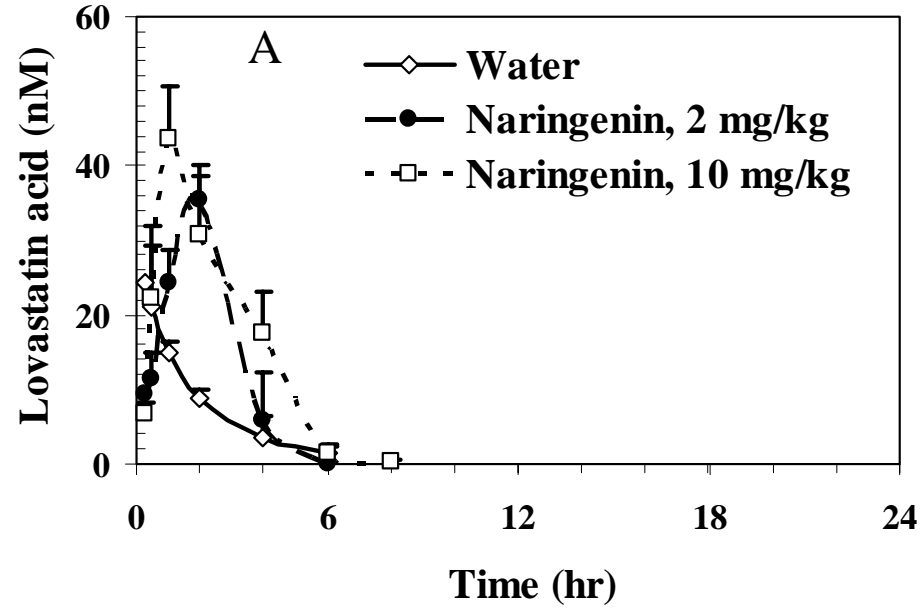 60
40
20
0
Lovastatin acid (nM)
A
Water
Naringenin, 2 mg/kg
Naringenin, 10 mg/kg
0 6 12 18 24
Time (hr)